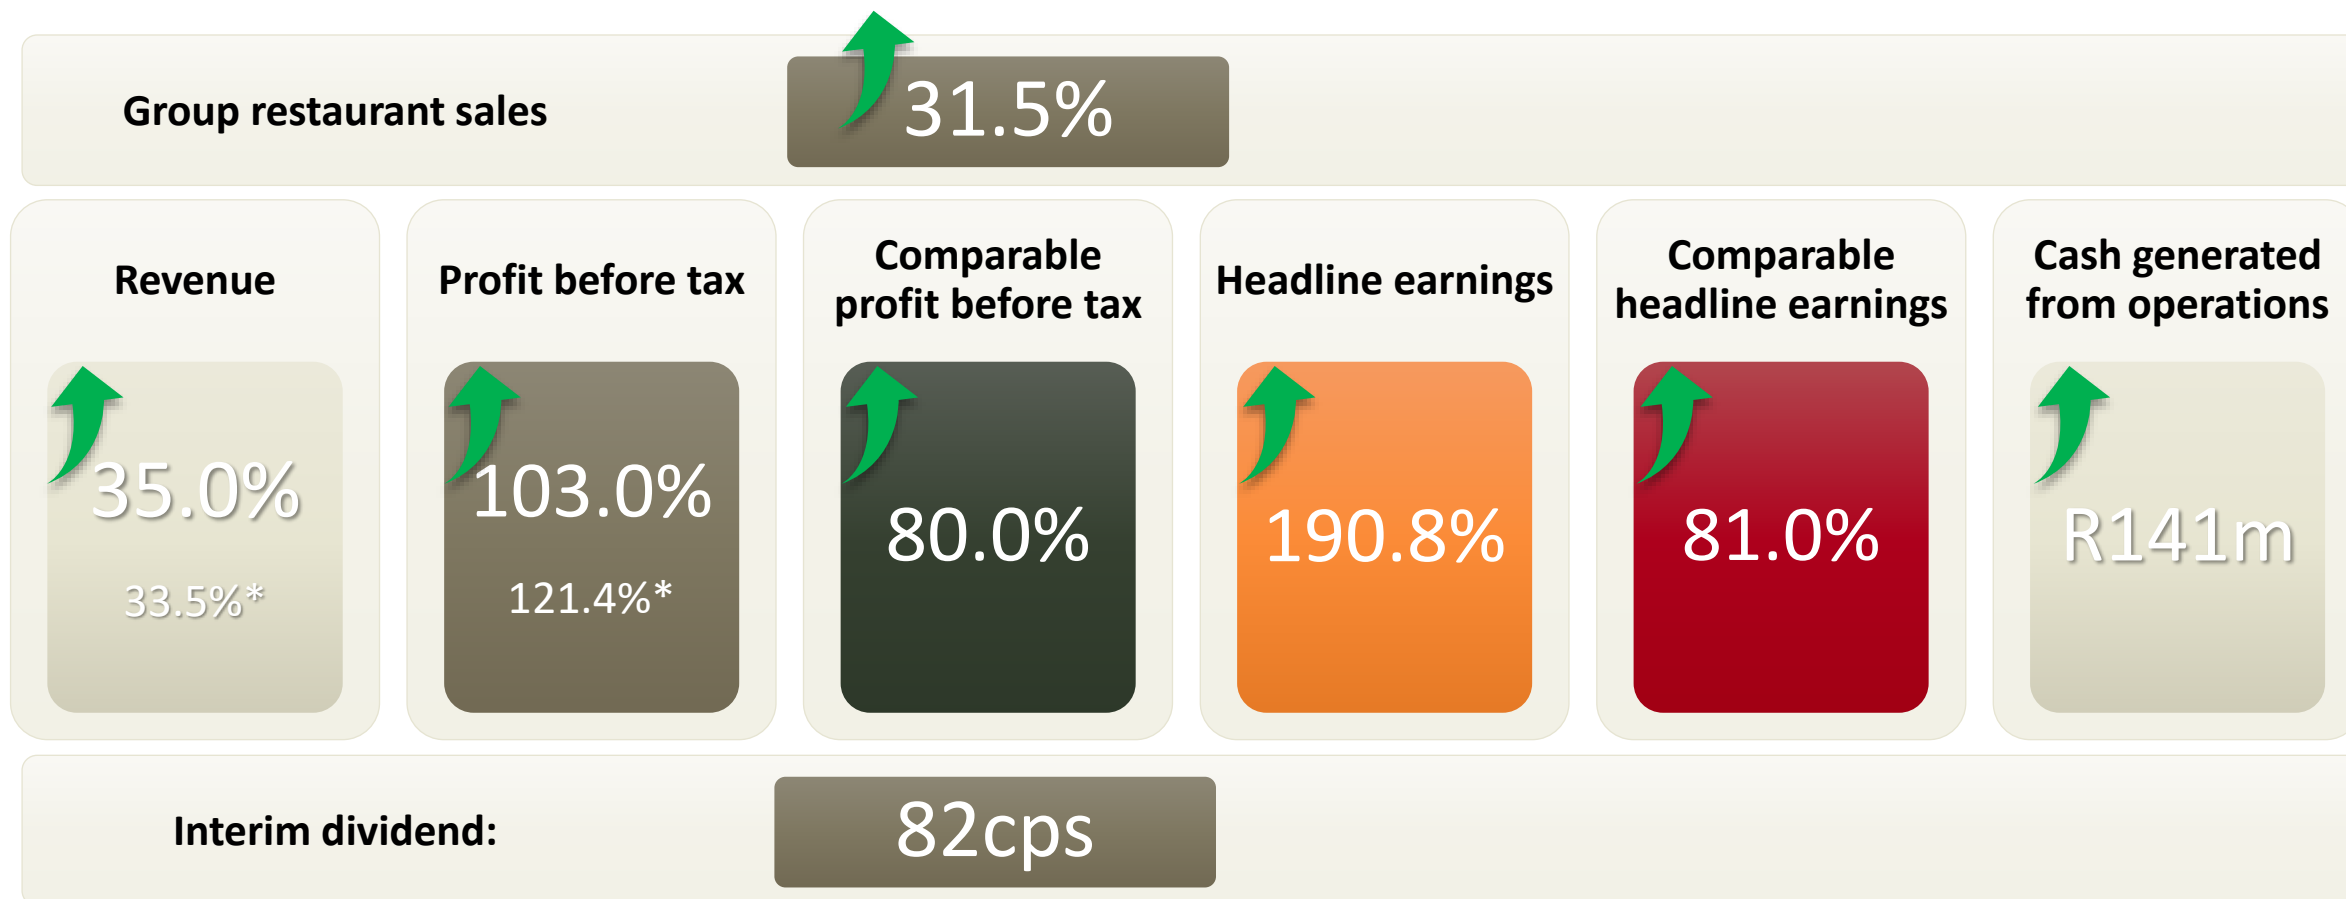 Group restaurant sales
31.5%
Revenue
35.0%
33.5%*
Profit before tax
103.0%
121.4%*
Comparable
profit before tax
80.0%
Headline earnings
190.8%
Comparable
headline earnings
81.0%
Cash generated
from operations
R141m
Interim dividend:
82cps